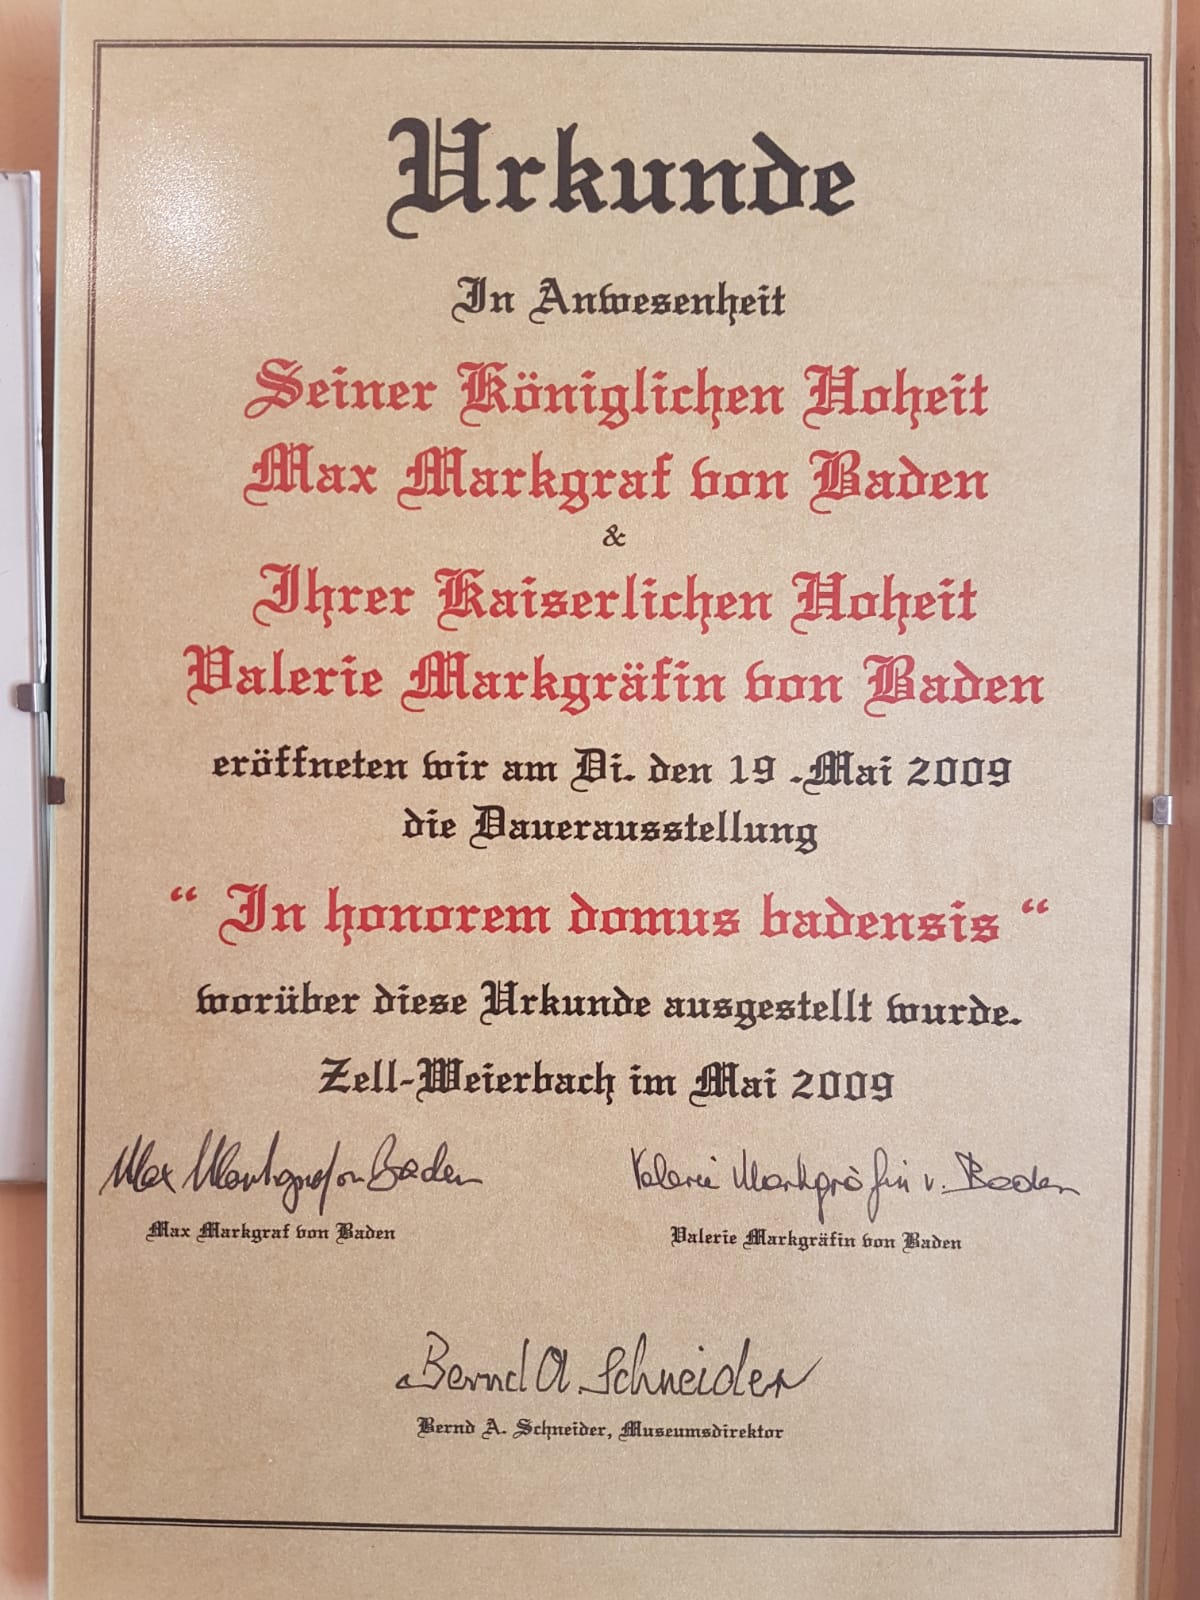 Urkunde
In Anwesenheit
Seiner Königlichen Hoheit
Max Markgraf von Baden
&
Ihrer Kaiserlichen Hoheit
Valerie Markgräfin von Baden
eröffneten wir am Di. den 19 .Mai 2009
die Dauerausstellung
“ In honorem domus badensis “
worüber diese Urkunde ausgestellt wurde.
Zell-Weierbach im Mai 2009
Max Markgraf von Baden
Valerie Markgräfin v. Baden
Max Markgraf von Baden
Valerie Markgräfin von Baden
Bernd A. Schneider
Bernd A. Schneider, Museumsdirektor